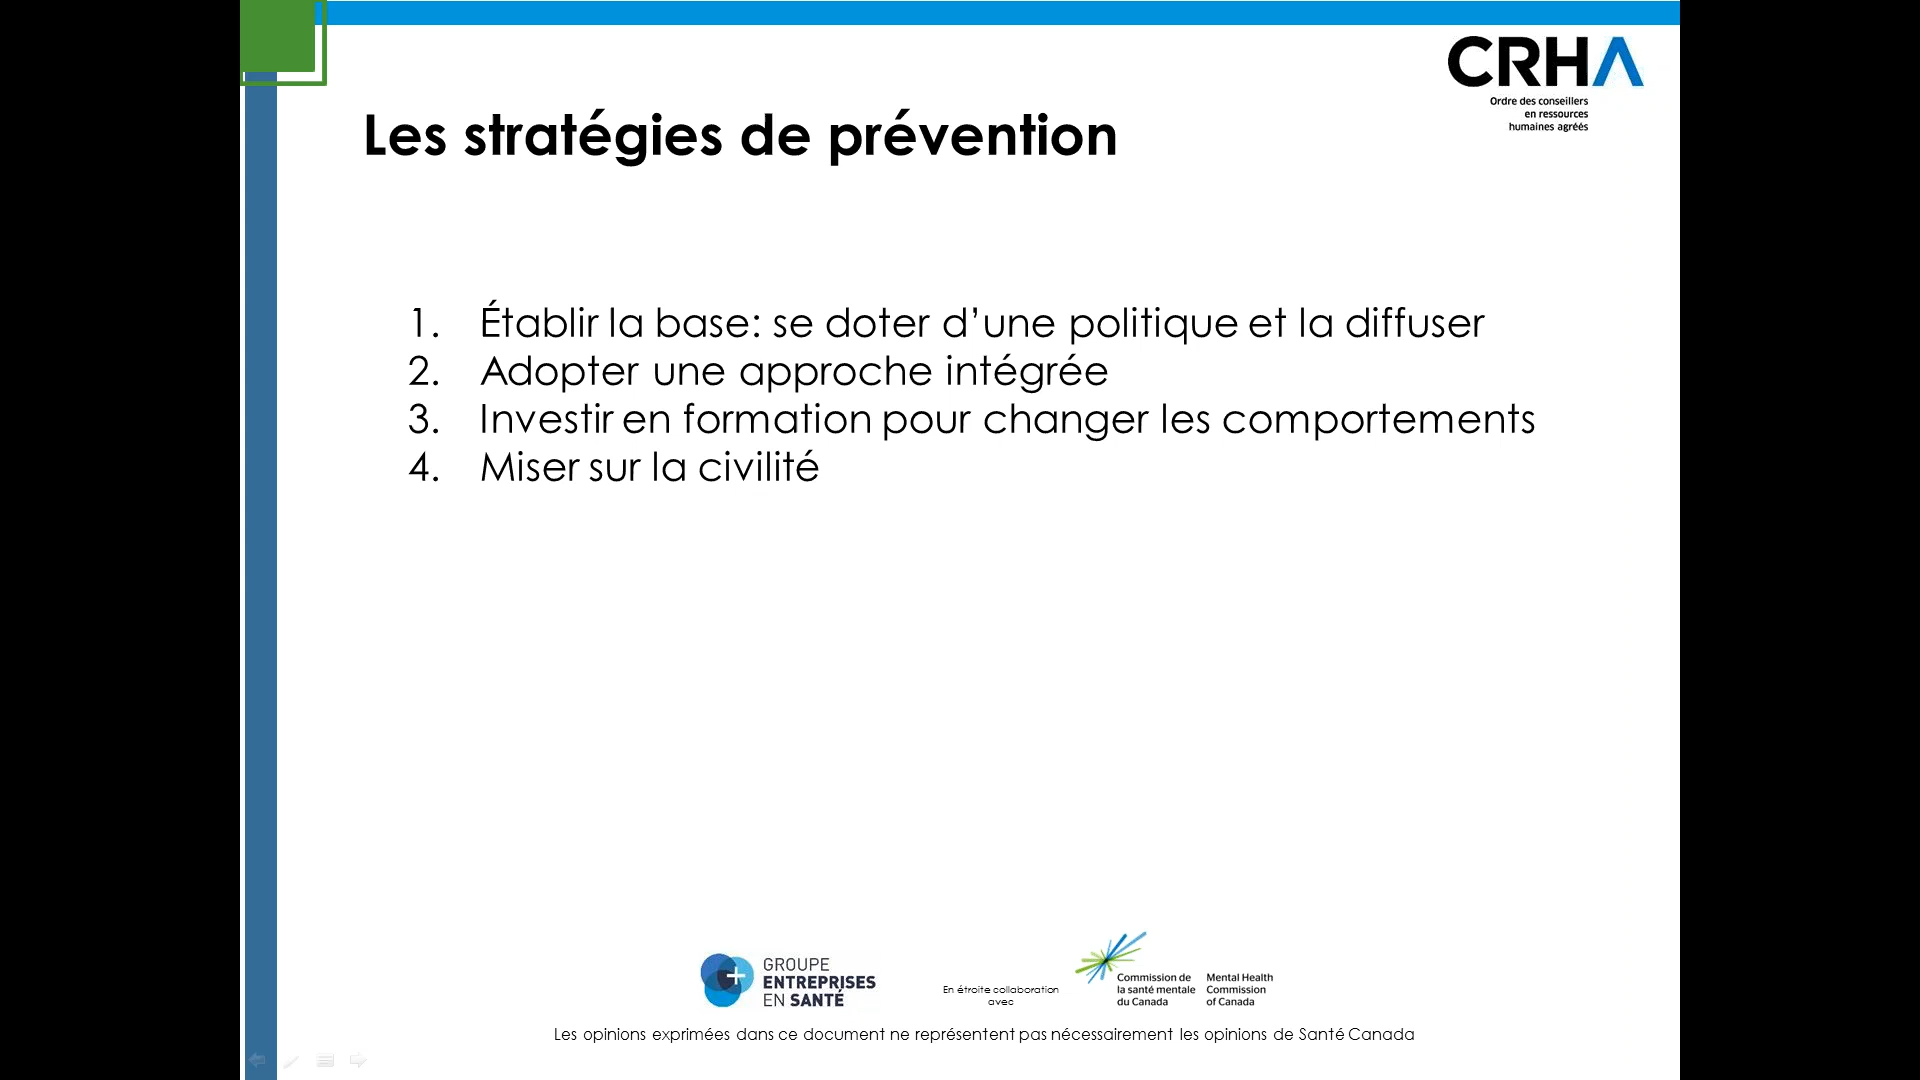 CRHA
Ordre des conseillers
en ressources
humaines agréés
Les stratégies de prévention
1. Établir la base: se doter d’une politique et la diffuser
2. Adopter une approche intégrée
3. Investir en formation pour changer les comportements
4. Miser sur la civilité
GROUPE
ENTREPRISES
EN SANTÉ
En étroite collaboration
avec
Commission de
la santé mentale
du Canada
Mental Health
Commission
of Canada
Les opinions exprimées dans ce document ne représentent pas nécessairement les opinions de Santé Canada